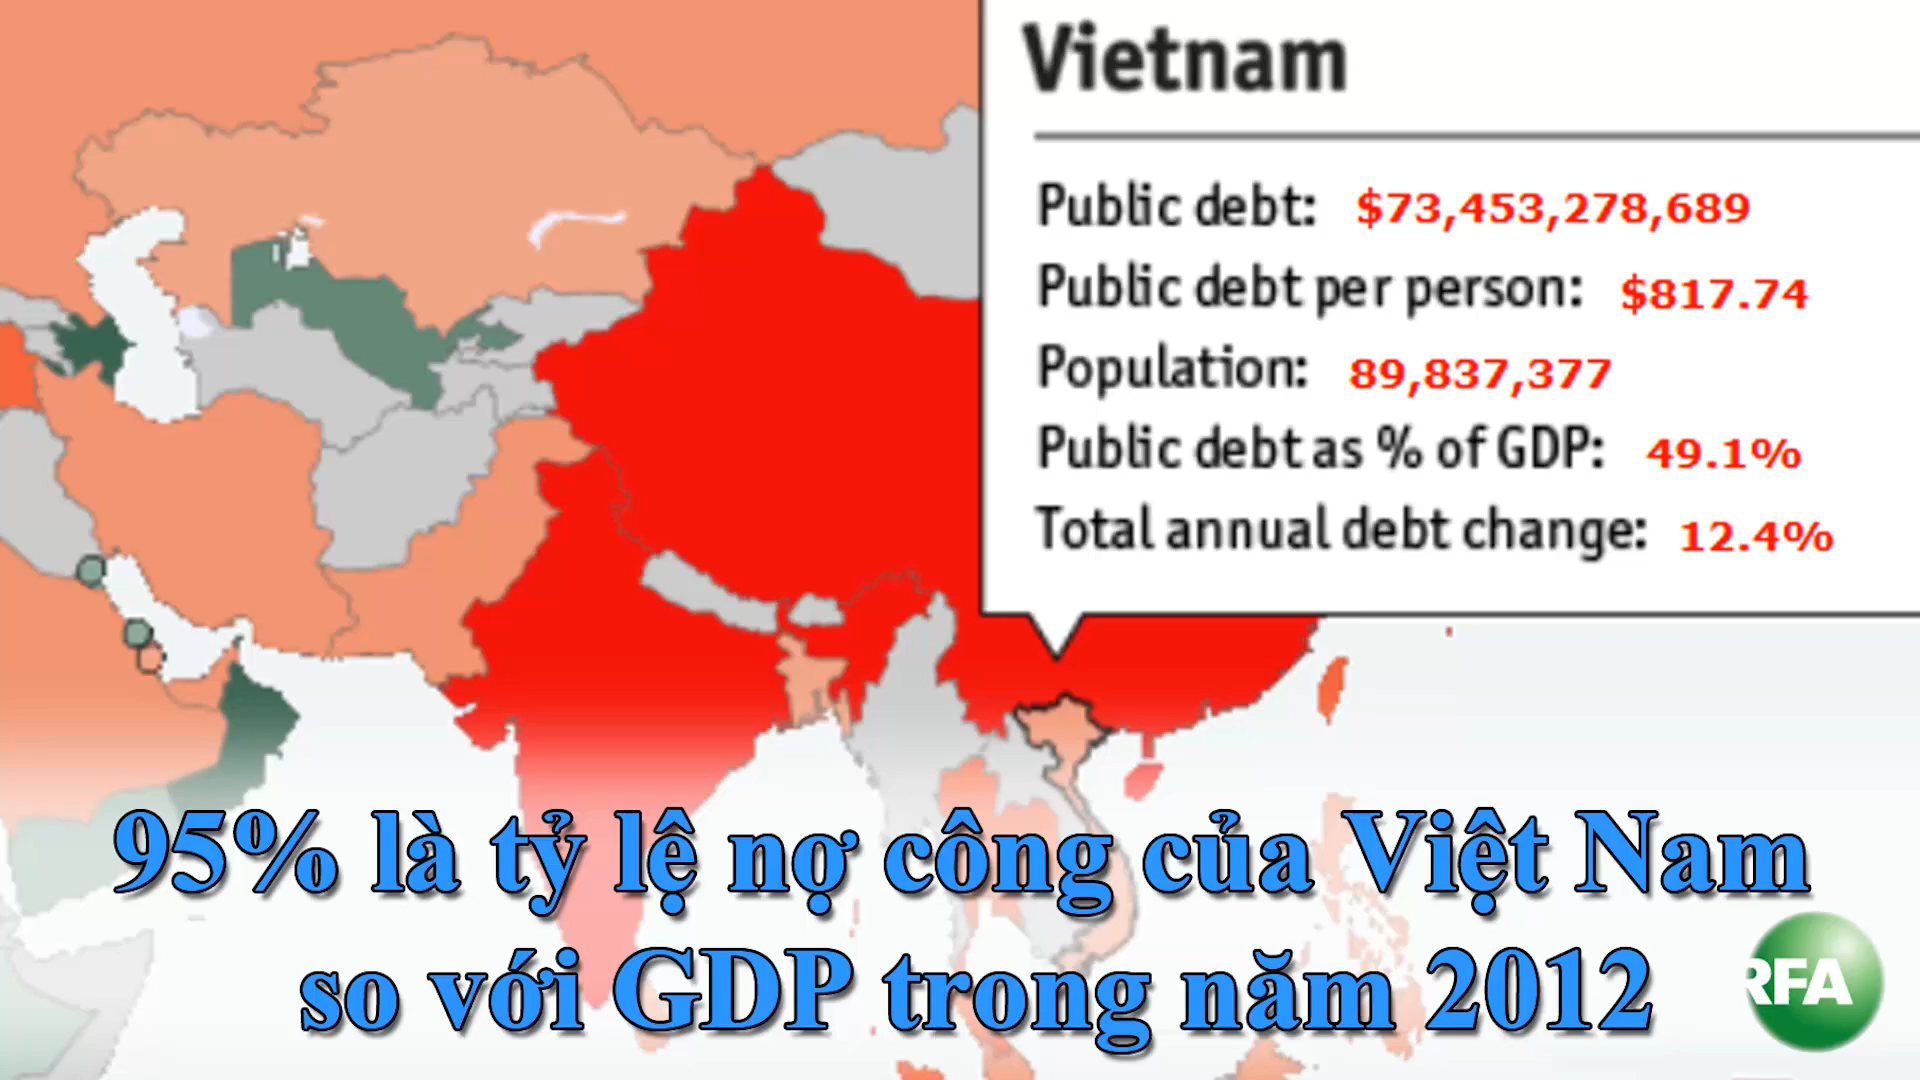 Vietnam
Public debt: $73,453,278,689
Public debt per person: $817.74
Population: 89,837,377
Public debt as % of GDP: 49.1%
Total annual debt change: 12.4%
95% là tỷ lệ nợ công của Việt Nam
so với GDP trong năm 2012
RFA